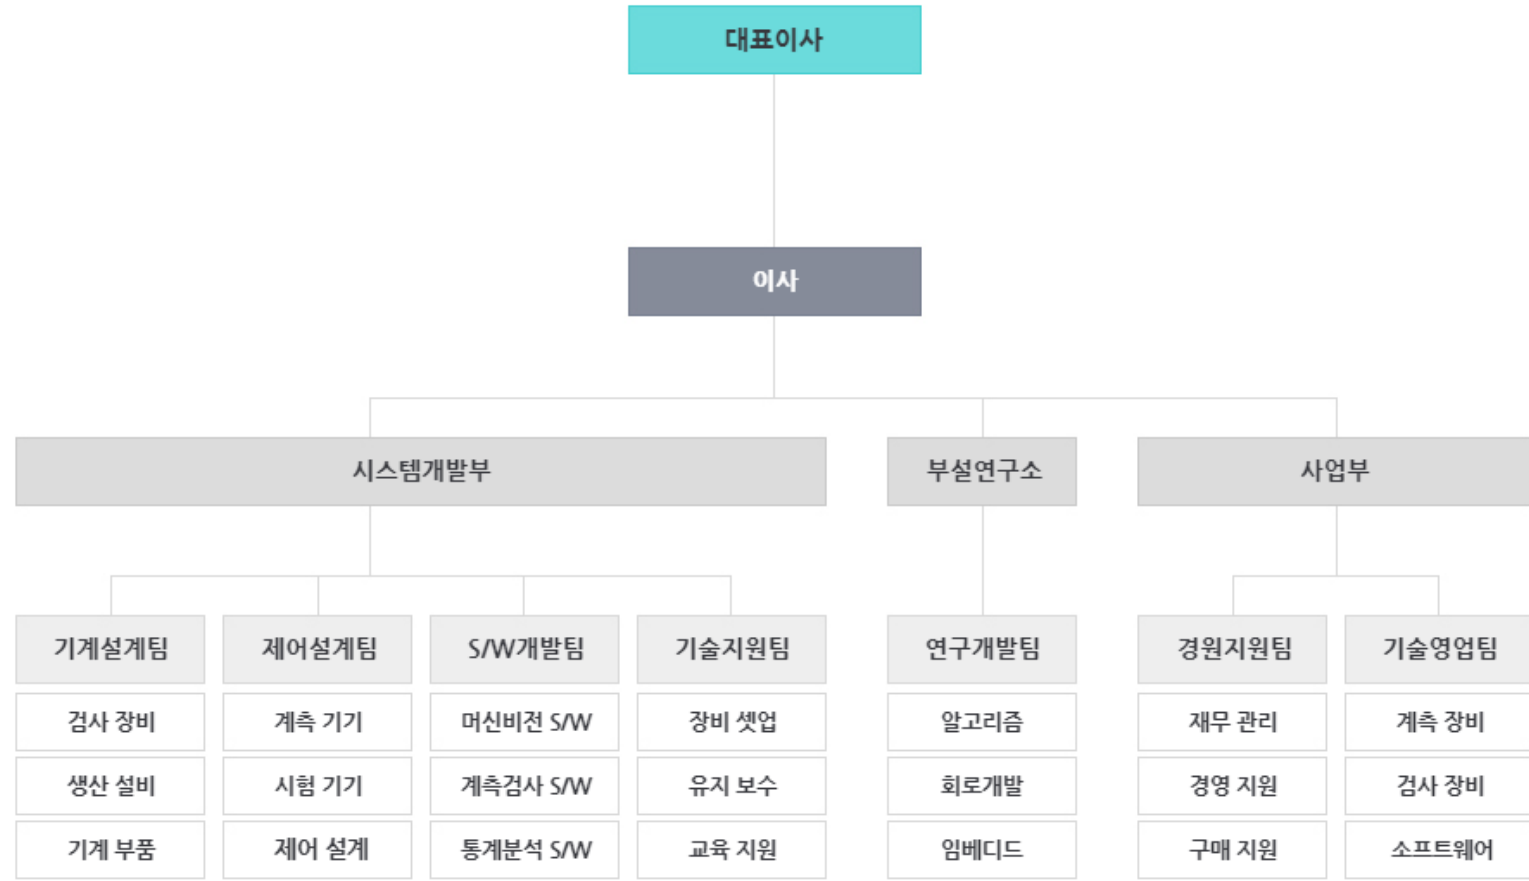 대표이사
이사
시스템개발부
부설연구소
사업부
기계설계팀
제어설계팀
S/W개발팀
기술지원팀
연구개발팀
경원지원팀
기술영업팀
검사 장비
계측 기기
머신비전 S/W
장비 셋업
알고리즘
재무 관리
계측 장비
생산 설비
시험 기기
계측검사 S/W
유지 보수
회로개발
경영 지원
검사 장비
기계 부품
제어 설계
통계분석 S/W
교육 지원
임베디드
구매 지원
소프트웨어